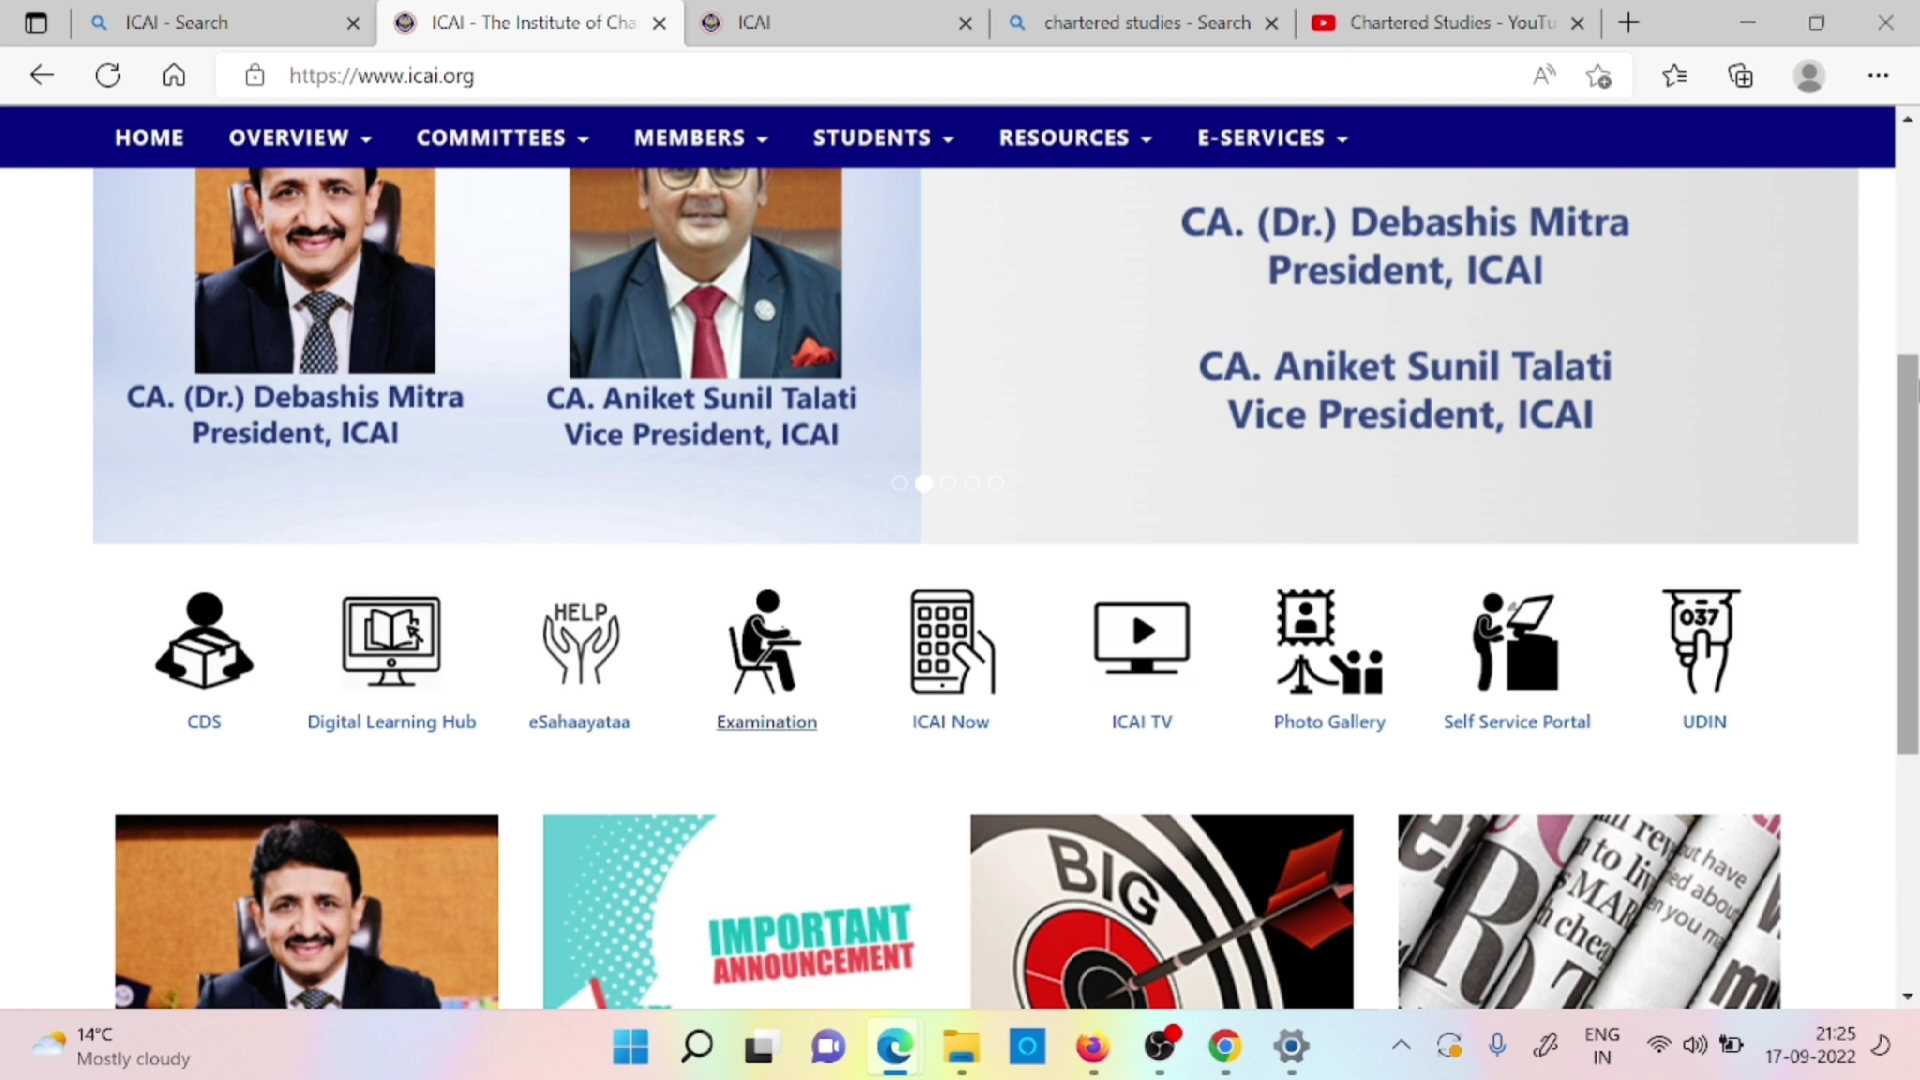 ICAI - Search
ICAI - The Institute of Cha
ICAI
chartered studies - Search
Chartered Studies - YouTu
https://www.icai.org
HOME
OVERVIEW
COMMITTEES
MEMBERS
STUDENTS
RESOURCES
E-SERVICES
CA. (Dr.) Debashis Mitra
President, ICAI
CA. Aniket Sunil Talati
Vice President, ICAI
CA. (Dr.) Debashis Mitra
President, ICAI
CA. Aniket Sunil Talati
Vice President, ICAI
HELP
037
CDS
Digital Learning Hub
eSahaayataa
Examination
ICAI Now
ICAI TV
Photo Gallery
Self Service Portal
UDIN
IMPORTANT
ANNOUNCEMENT
BIG
14°C
Mostly cloudy
ENG
IN
21:25
17-09-2022